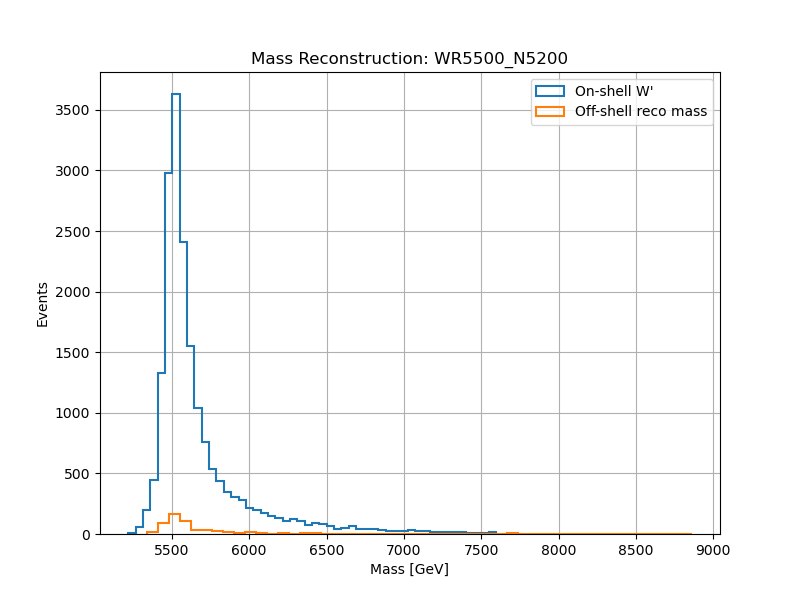 Mass Reconstruction: WR5500_N5200
On-shell W'
Off-shell reco mass
Events
3500
3000
2500
2000
1500
1000
500
0
5500 6000 6500 7000 7500 8000 8500 9000
Mass [GeV]